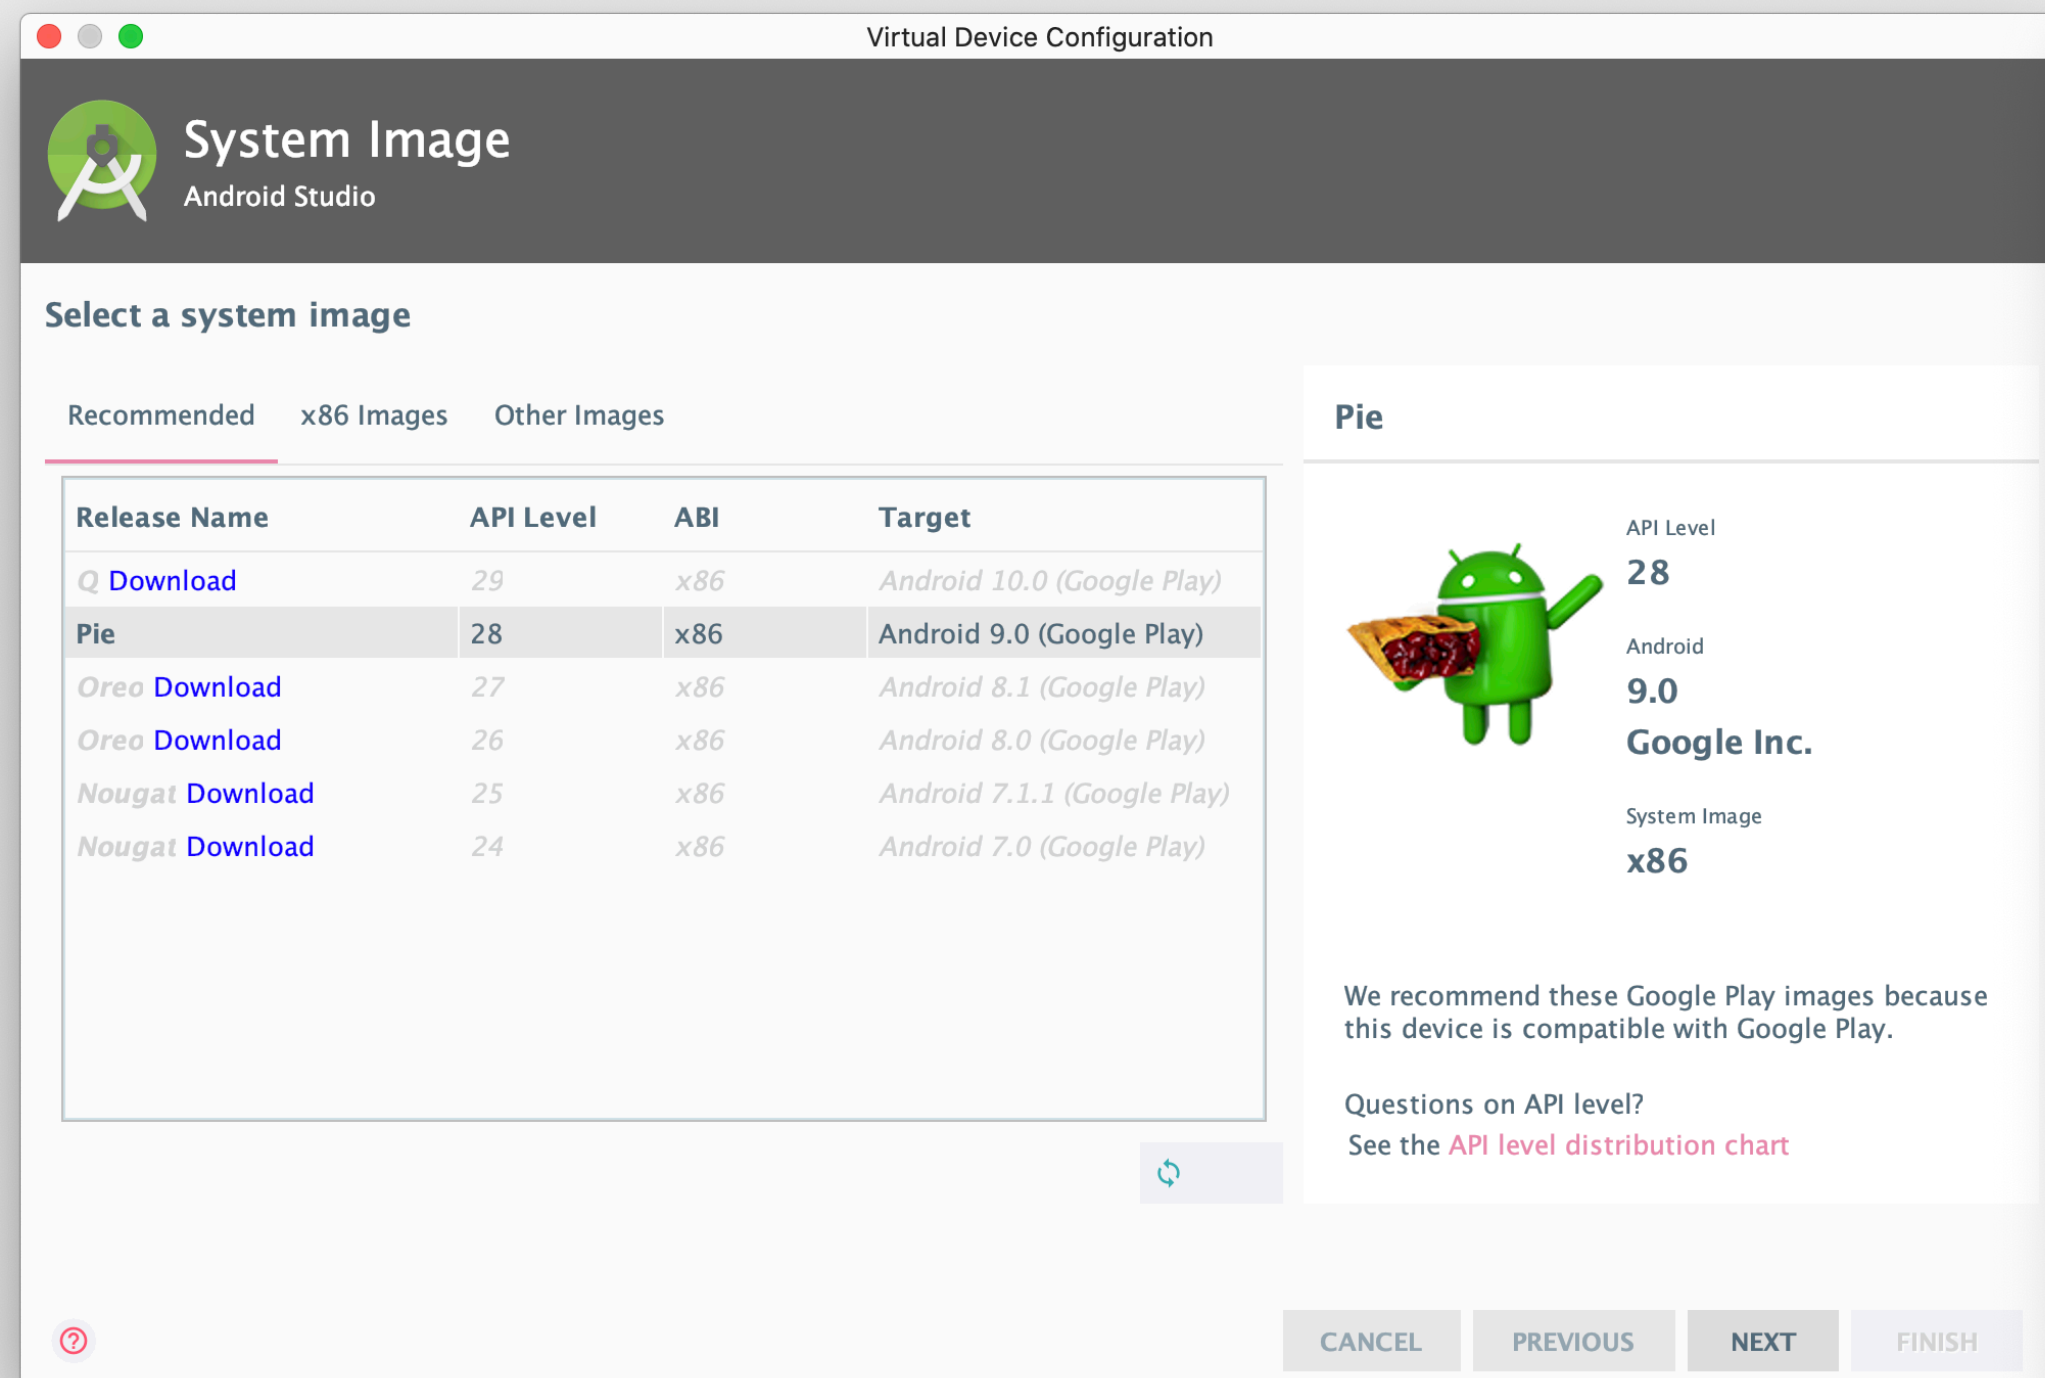 Virtual Device Configuration
System Image
Android Studio
Select a system image
Recommended x86 Images Other Images
Release Name API Level ABI Target
Q Download 29 x86 Android 10.0 (Google Play)
Pie 28 x86 Android 9.0 (Google Play)
Oreo Download 27 x86 Android 8.1 (Google Play)
Oreo Download 26 x86 Android 8.0 (Google Play)
Nougat Download 25 x86 Android 7.1.1 (Google Play)
Nougat Download 24 x86 Android 7.0 (Google Play)
Pie
API Level
28
Android
9.0
Google Inc.
System Image
x86
We recommend these Google Play images because
this device is compatible with Google Play.
Questions on API level?
See the API level distribution chart
?
CANCEL PREVIOUS NEXT FINISH